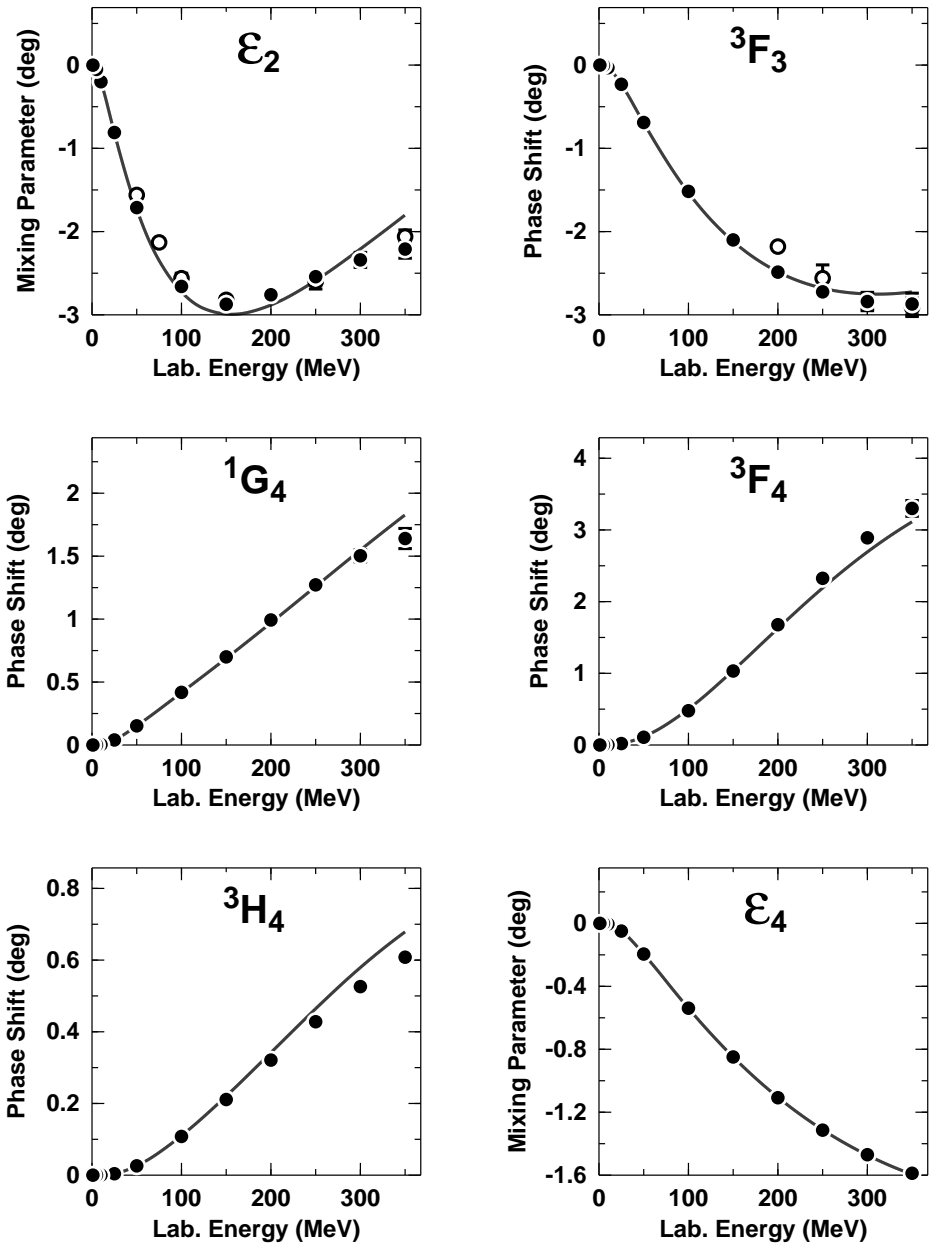 ε2
Mixing Parameter (deg)
0
-1
-2
-3
0 100 200 300
Lab. Energy (MeV)
3F3
Phase Shift (deg)
0
-1
-2
-3
0 100 200 300
Lab. Energy (MeV)
1G4
Phase Shift (deg)
2
1.5
1
0.5
0
0 100 200 300
Lab. Energy (MeV)
3F4
Phase Shift (deg)
4
3
2
1
0
0 100 200 300
Lab. Energy (MeV)
3H4
Phase Shift (deg)
0.8
0.6
0.4
0.2
0
0 100 200 300
Lab. Energy (MeV)
ε4
Mixing Parameter (deg)
0
-0.4
-0.8
-1.2
-1.6
0 100 200 300
Lab. Energy (MeV)